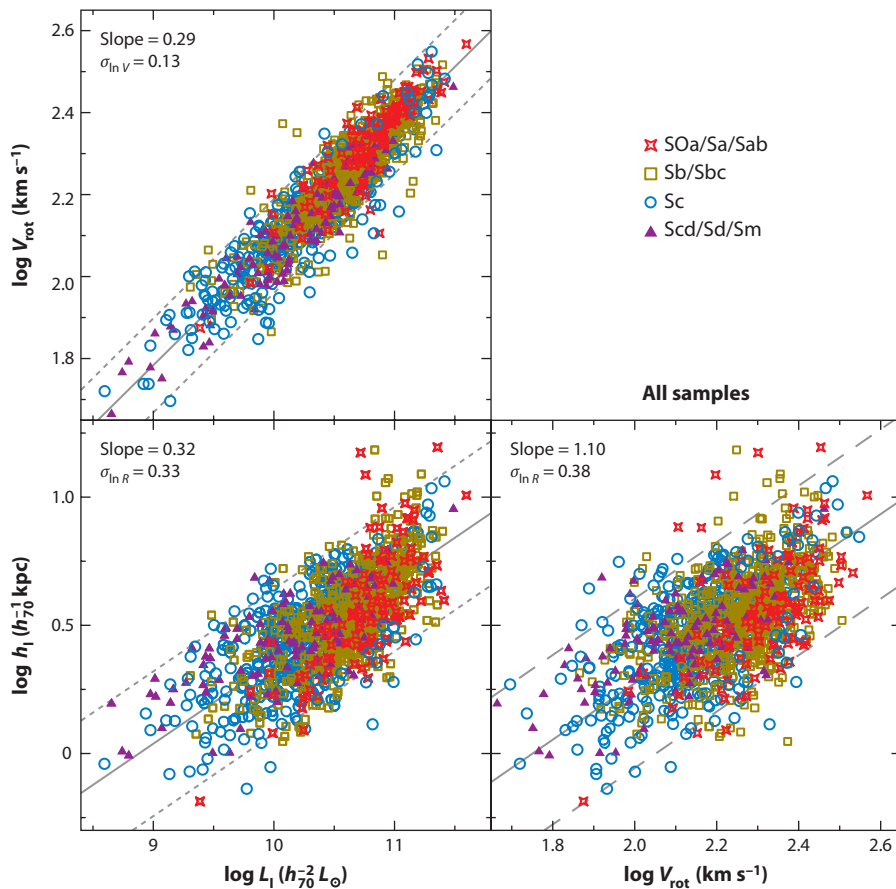 Slope = 0.29
σln V = 0.13
2.6
2.4
2.2
2.0
1.8
log Vrot (km s⁻¹)
SOa/Sa/Sab
Sb/Sbc
Sc
Scd/Sd/Sm
All samples
Slope = 0.32
σln R = 0.33
1.0
0.5
0
log hI (h₇₀⁻¹ kpc)
Slope = 1.10
σln R = 0.38
9
10
11
log LI (h₇₀⁻² L⊙)
2.0
2.2
2.4
2.6
log Vrot (km s⁻¹)